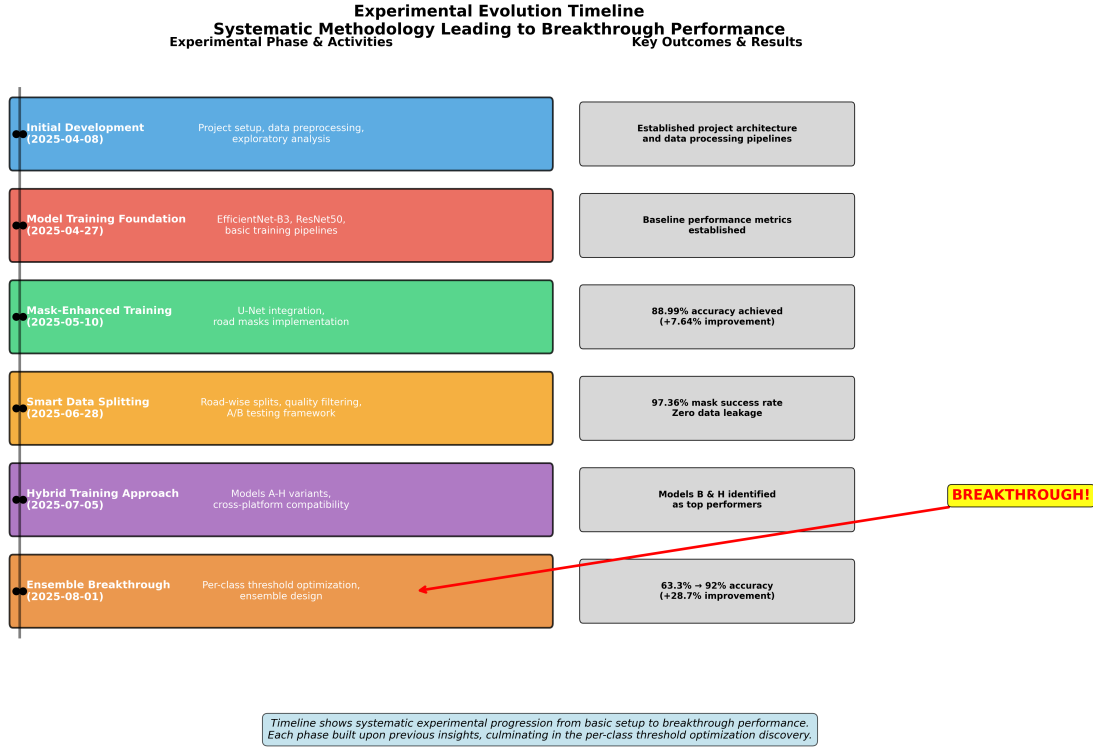 Experimental Evolution Timeline
Systematic Methodology Leading to Breakthrough Performance
Experimental Phase & Activities
Key Outcomes & Results
Initial Development
(2025-04-08)
Project setup, data preprocessing,
exploratory analysis
Established project architecture
and data processing pipelines
Model Training Foundation
(2025-04-27)
EfficientNet-B3, ResNet50,
basic training pipelines
Baseline performance metrics
established
Mask-Enhanced Training
(2025-05-10)
U-Net integration,
road masks implementation
88.99% accuracy achieved
(+7.64% improvement)
Smart Data Splitting
(2025-06-28)
Road-wise splits, quality filtering,
A/B testing framework
97.36% mask success rate
Zero data leakage
Hybrid Training Approach
(2025-07-05)
Models A-H variants,
cross-platform compatibility
Models B & H identified
as top performers
BREAKTHROUGH!
Ensemble Breakthrough
(2025-08-01)
Per-class threshold optimization,
ensemble design
63.3% → 92% accuracy
(+28.7% improvement)
Timeline shows systematic experimental progression from basic setup to breakthrough performance.
Each phase built upon previous insights, culminating in the per-class threshold optimization discovery.